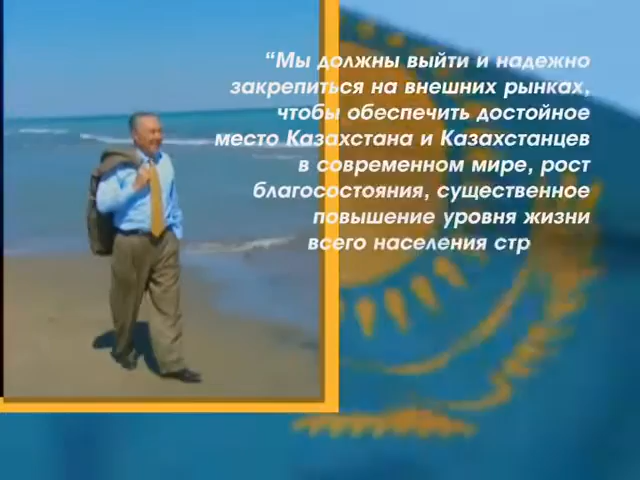 “Мы должны выйти и надежно
закрепиться на внешних рынках,
чтобы обеспечить достойное
место Казахстана и Казахстанцев
в современном мире, рост
благосостояния, существенное
повышение уровня жизни
всего населения стр